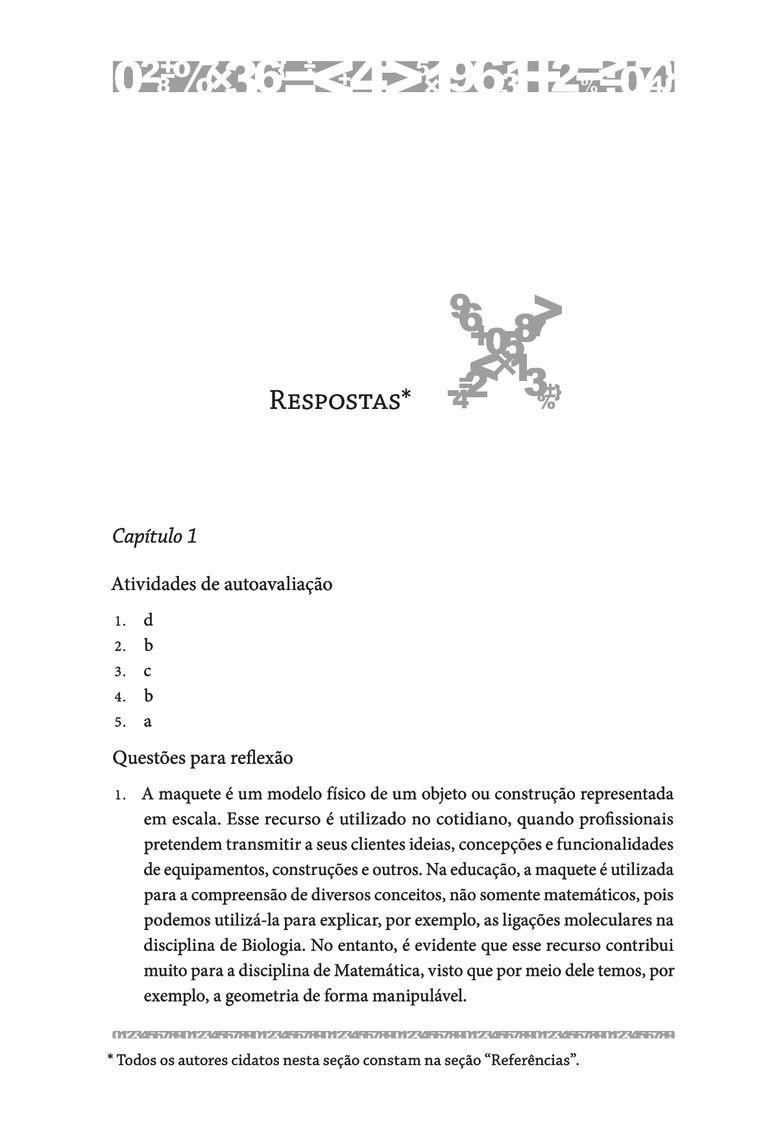 Respostas*
Capítulo 1
Atividades de autoavaliação
1. d
2. b
3. c
4. b
5. a
Questões para reflexão
1. A maquete é um modelo físico de um objeto ou construção representada
em escala. Esse recurso é utilizado no cotidiano, quando profissionais
pretendem transmitir a seus clientes ideias, concepções e funcionalidades
de equipamentos, construções e outros. Na educação, a maquete é utilizada
para a compreensão de diversos conceitos, não somente matemáticos, pois
podemos utilizá-la para explicar, por exemplo, as ligações moleculares na
disciplina de Biologia. No entanto, é evidente que esse recurso contribui
muito para a disciplina de Matemática, visto que por meio dele temos, por
exemplo, a geometria de forma manipulável.
* Todos os autores cidatos nesta seção constam na seção “Referências”.